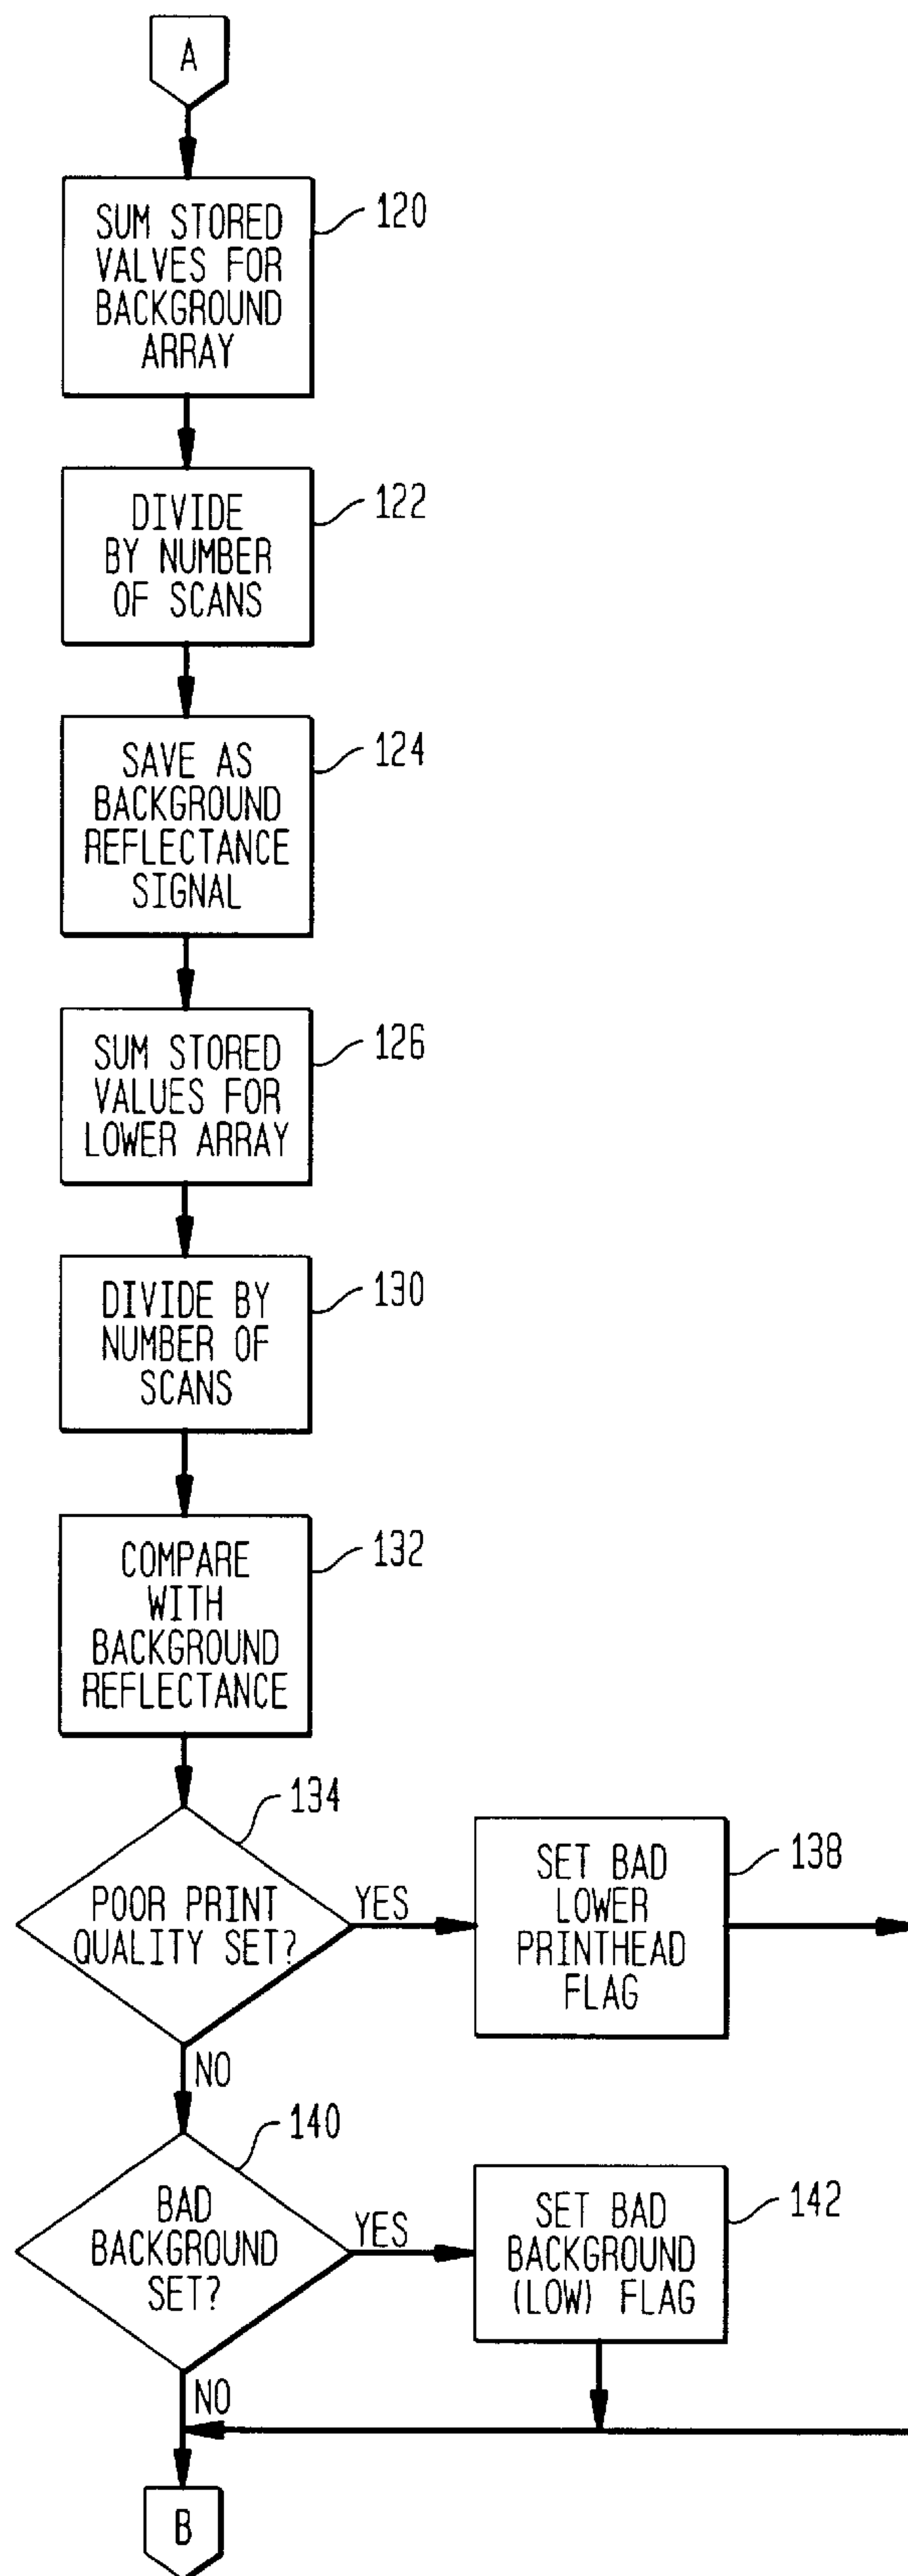 A
SUM STORED
VALVES FOR
BACKGROUND
ARRAY
120
DIVIDE
BY NUMBER
OF SCANS
122
SAVE AS
BACKGROUND
REFLECTANCE
SIGNAL
124
SUM STORED
VALUES FOR
LOWER ARRAY
126
DIVIDE BY
NUMBER OF
SCANS
130
COMPARE
WITH
BACKGROUND
REFLECTANCE
132
134
POOR PRINT
QUALITY SET?
YES
SET BAD
LOWER
PRINTHEAD
FLAG
138
NO
140
BAD
BACKGROUND
SET?
YES
SET BAD
BACKGROUND
(LOW) FLAG
142
NO
B